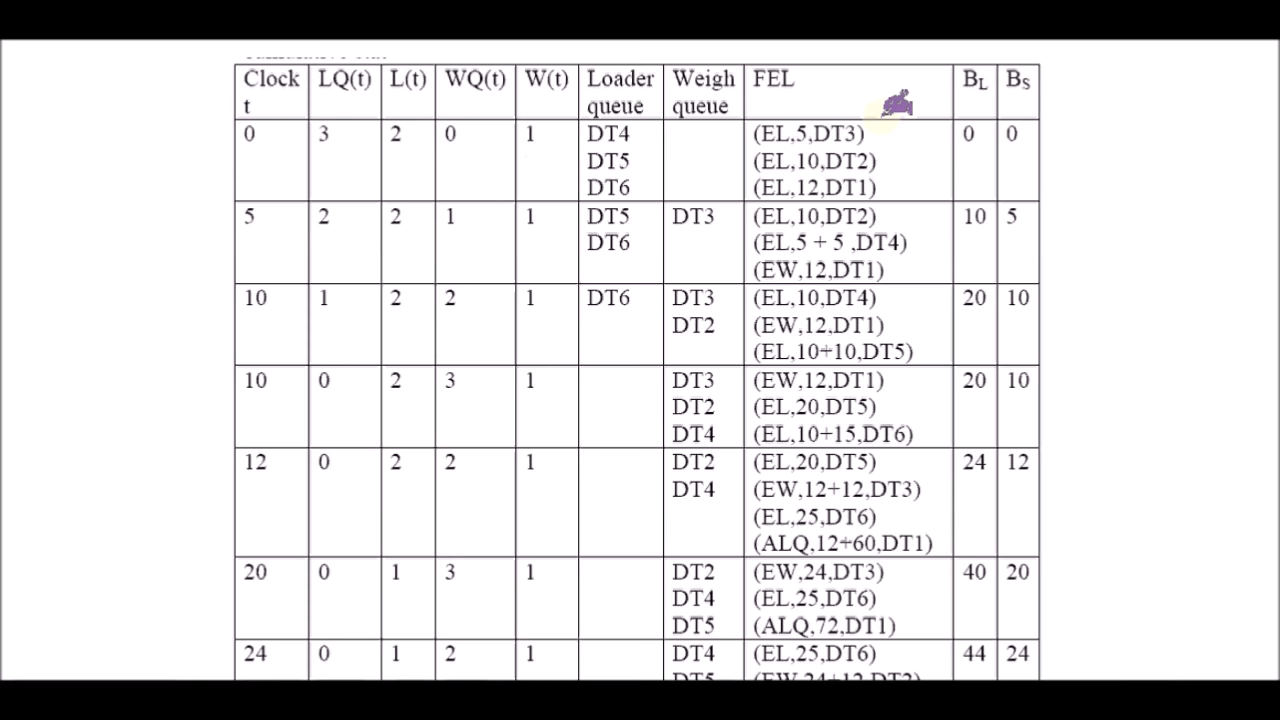 Clock t LQ(t) L(t) WQ(t) W(t) Loader queue Weigh queue FEL BL BS
0 3 2 0 1 DT4 (EL,5,DT3) 0 0
DT5 (EL,10,DT2)
DT6 (EL,12,DT1)
5 2 2 1 1 DT5 DT3 (EL,10,DT2) 10 5
DT6 (EL,5 + 5 ,DT4)
(EW,12,DT1)
10 1 2 2 1 DT6 DT3 (EL,10,DT4) 20 10
DT2 (EW,12,DT1)
(EL,10+10,DT5)
10 0 2 3 1 DT3 (EW,12,DT1) 20 10
DT2 (EL,20,DT5)
DT4 (EL,10+15,DT6)
12 0 2 2 1 DT2 (EL,20,DT5) 24 12
DT4 (EW,12+12,DT3)
(EL,25,DT6)
(ALQ,12+60,DT1)
20 0 1 3 1 DT2 (EW,24,DT3) 40 20
DT4 (EL,25,DT6)
DT5 (ALQ,72,DT1)
24 0 1 2 1 DT4 (EL,25,DT6) 44 24